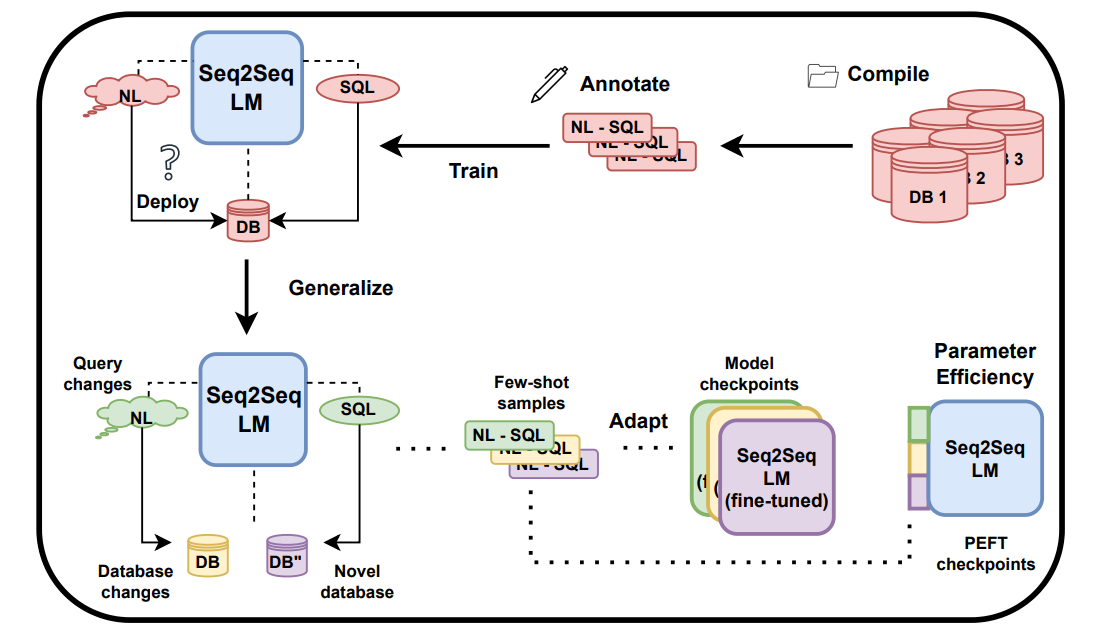 Seq2Seq
LM
NL
SQL
?
Deploy
DB
Train
Annotate
NL - SQL
NL - SQL
NL - SQL
Compile
DB 1
B 2
3
Generalize
Query
changes
Seq2Seq
LM
NL
SQL
Database
changes
DB
DB"
Novel
database
Few-shot
samples
NL - SQL
NL - SQL
NL - SQL
Adapt
Model
checkpoints
(f
(
Seq2Seq
LM
(fine-tuned)
Parameter
Efficiency
Seq2Seq
LM
PEFT
checkpoints